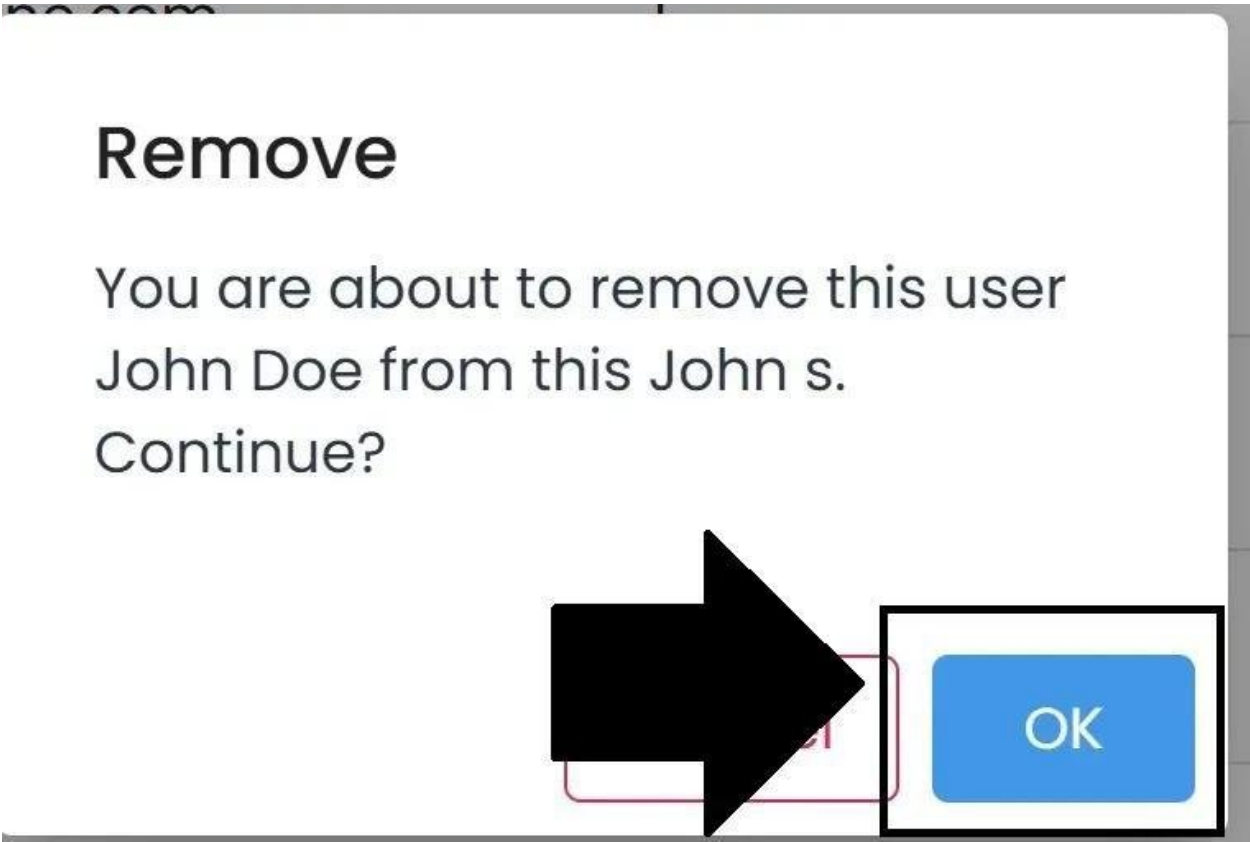 Remove
You are about to remove this user
John Doe from this John s.
Continue?
OK